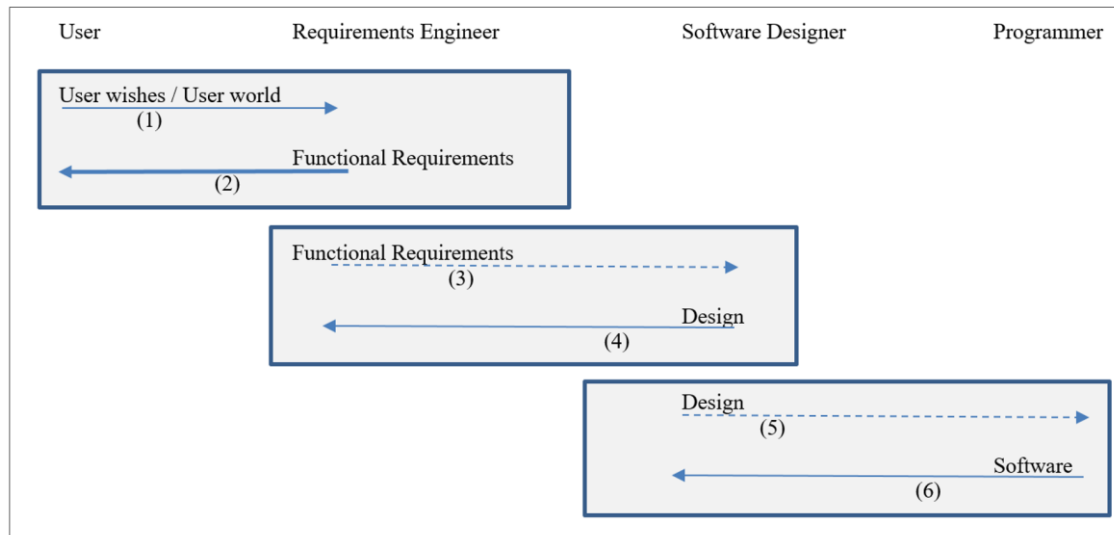 User Requirements Engineer Software Designer Programmer
User wishes / User world
(1)
Functional Requirements
(2)
Functional Requirements
(3)
Design
(4)
Design
(5)
Software
(6)